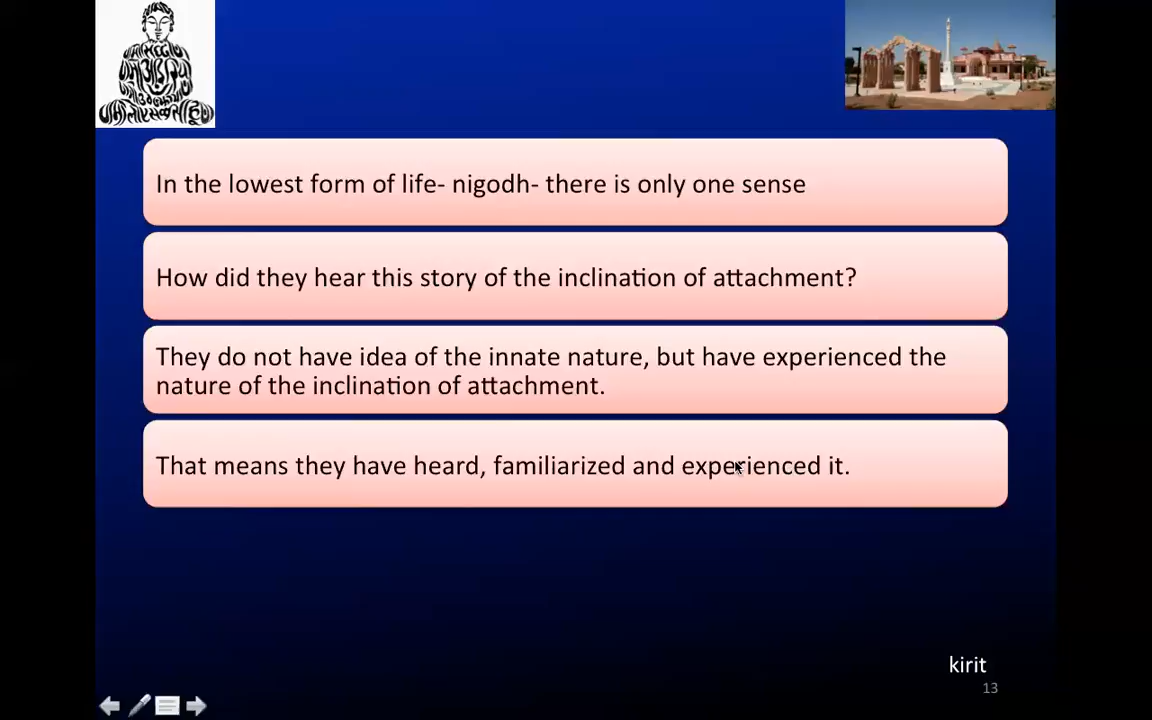 In the lowest form of life- nigodh- there is only one sense
How did they hear this story of the inclination of attachment?
They do not have idea of the innate nature, but have experienced the
nature of the inclination of attachment.
That means they have heard, familiarized and experienced it.
kirit
13